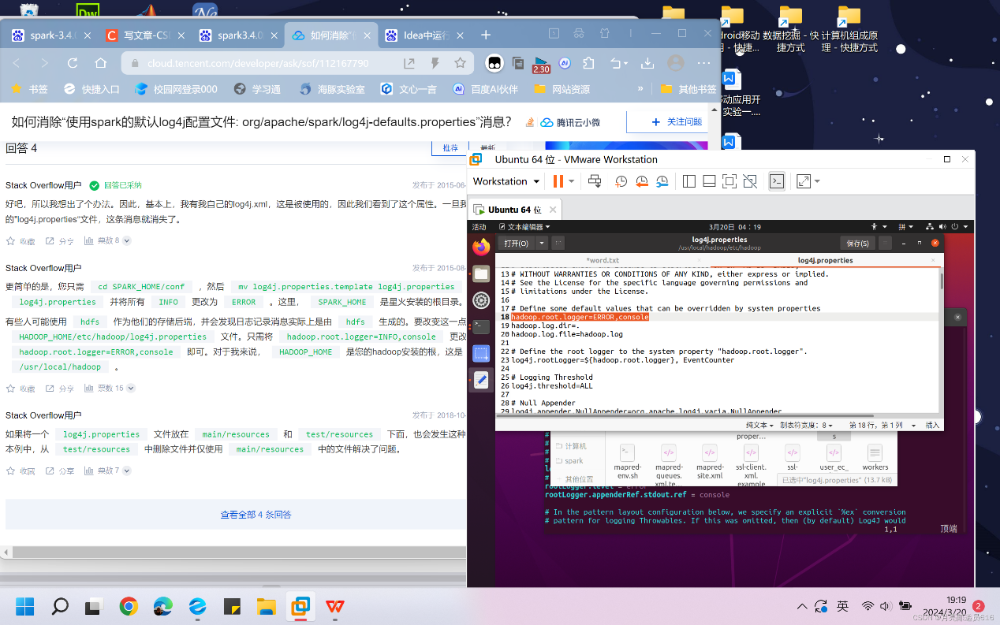 spark-3.4.
写文章-CS
spark3.4.0
如何消除“
Idea中运行
cloud.tencent.com/developer/ask/sof/112167790
2.30
书签
快捷入口
校园网登录000
学习通
海豚实验室
文心一言
百度AI伙伴
网站资源
»
其他书签
droid移动
用 - 快捷...
数据挖掘 - 快
捷方式
计算机组成原
理 - 快捷方式
移动应用开
实验一....
如何消除“使用spark的默认log4j配置文件: org/apache/spark/log4j-defaults.properties”消息?
腾讯云小微
+ 关注问题
回答 4
推荐
最新
Stack Overflow用户
回答已采纳
发布于 2015-06-
好吧，所以我想出了个办法。因此，基本上，我有我自己的log4j.xml，这是被使用的，因此我们看到了这个属性。一旦我
的"log4j.properties“文件，这条消息就消失了。
收藏
分享
票数 8
Stack Overflow用户
发布于 2015-08-
更简单的是，您只需 cd SPARK_HOME/conf ，然后 mv log4j.properties.template log4j.properties
log4j.properties 并将所有 INFO 更改为 ERROR 。这里， SPARK_HOME 是星火安装的根目录。
有些人可能使用 hdfs 作为他们的存储后端，并会发现日志记录消息实际上是由 hdfs 生成的。要改变这一点
HADOOP_HOME/etc/hadoop/log4j.properties 文件。只需将 hadoop.root.logger=INFO,console 更改
hadoop.root.logger=ERROR,console 即可。对于我来说， HADOOP_HOME 是您的hadoop安装的根，这是
/usr/local/hadoop 。
收藏
分享
票数 15
Stack Overflow用户
发布于 2018-10-
如果将一个 log4j.properties 文件放在 main/resources 和 test/resources 下面，也会发生这种
本例中，从 test/resources 中删除文件并仅使用 main/resources 中的文件解决了问题。
收藏
分享
票数 7
查看全部 4 条回答
Ubuntu 64 位 - VMware Workstation
Workstation
Ubuntu 64 位
活动
文本编辑器
3月20日 04：19
拼
打开(O)
log4j.properties
/usr/local/hadoop/etc/hadoop
保存(S)
*word.txt
log4j.properties
13 # WITHOUT WARRANTIES OR CONDITIONS OF ANY KIND, either express or implied.
14 # See the License for the specific language governing permissions and
15 # limitations under the License.
16
17 # Define some default values that can be overridden by system properties
18 hadoop.root.logger=ERROR,console
19 hadoop.log.dir=.
20 hadoop.log.file=hadoop.log
21
22 # Define the root logger to the system property "hadoop.root.logger".
23 log4j.rootLogger=${hadoop.root.logger}, EventCounter
24
25 # Logging Threshold
26 log4j.threshold=ALL
27
28 # Null Appender
29 log4j.appender.NullAppender=org.apache.log4j.varia.NullAppender
纯文本
制表符宽度：8
第 18 行，第 1 列
插入
计算机
spark
其他位置
proper...
s
mapred-
env.sh
mapred-
queues.
xml.te
mapred-
site.xml
ssl-client.
xml.
example
ssl-
user_ec_
workers
已选中"log4j.properties" (13.7 kB)
rootLogger.level = error
rootLogger.appenderRef.stdout.ref = console
# In the pattern layout configuration below, we specify an explicit `%ex` conversion
# pattern for logging Throwables. If this was omitted, then (by default) Log4J would
1,1
顶端
英
19:19
2024/3/20
2